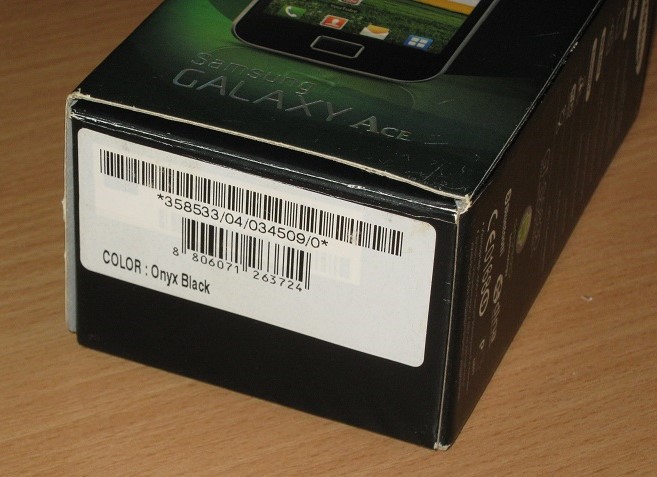 Samsung
GALAXY ACE
*358533/04/034509/0*
8 806071 263724
COLOR : Onyx Black